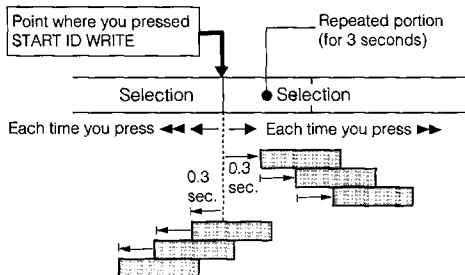 Point where you pressed
START ID WRITE
Repeated portion
(for 3 seconds)
Selection
Selection
Each time you press ◀◀
Each time you press ▶▶
0.3
sec.
0.3
sec.